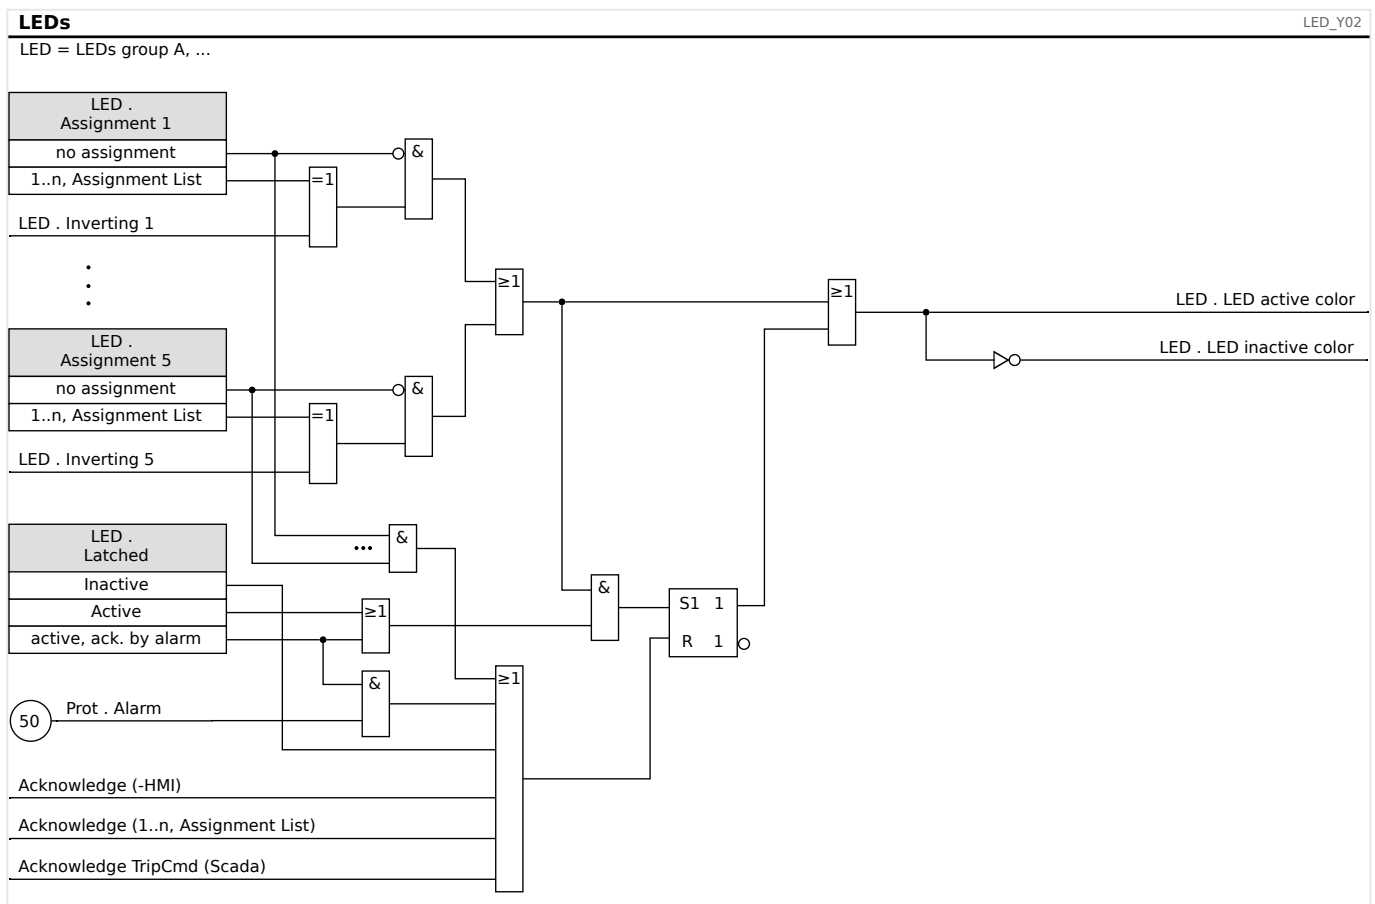 LEDs
LED_Y02
LED = LEDs group A, ...
LED .
Assignment 1
no assignment
&
1..n, Assignment List
=1
LED . Inverting 1
≥1
≥1
LED . LED active color
LED .
Assignment 5
LED . LED inactive color
no assignment
&
1..n, Assignment List
=1
LED . Inverting 5
LED .
Latched
&
•••
Inactive
&
Active
≥1
S1 1
active, ack. by alarm
R 1
&
≥1
50
Prot . Alarm
Acknowledge (-HMI)
Acknowledge (1..n, Assignment List)
Acknowledge TripCmd (Scada)